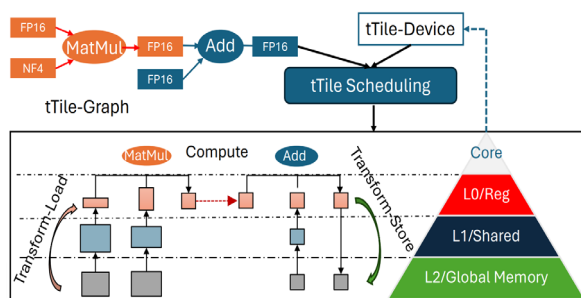 FP16
NF4
MatMul
FP16
FP16
Add
FP16
tTile-Device
tTile-Graph
tTile Scheduling
MatMul
Compute
Add
Transform-Load
Transform-Store
Core
L0/Reg
L1/Shared
L2/Global Memory